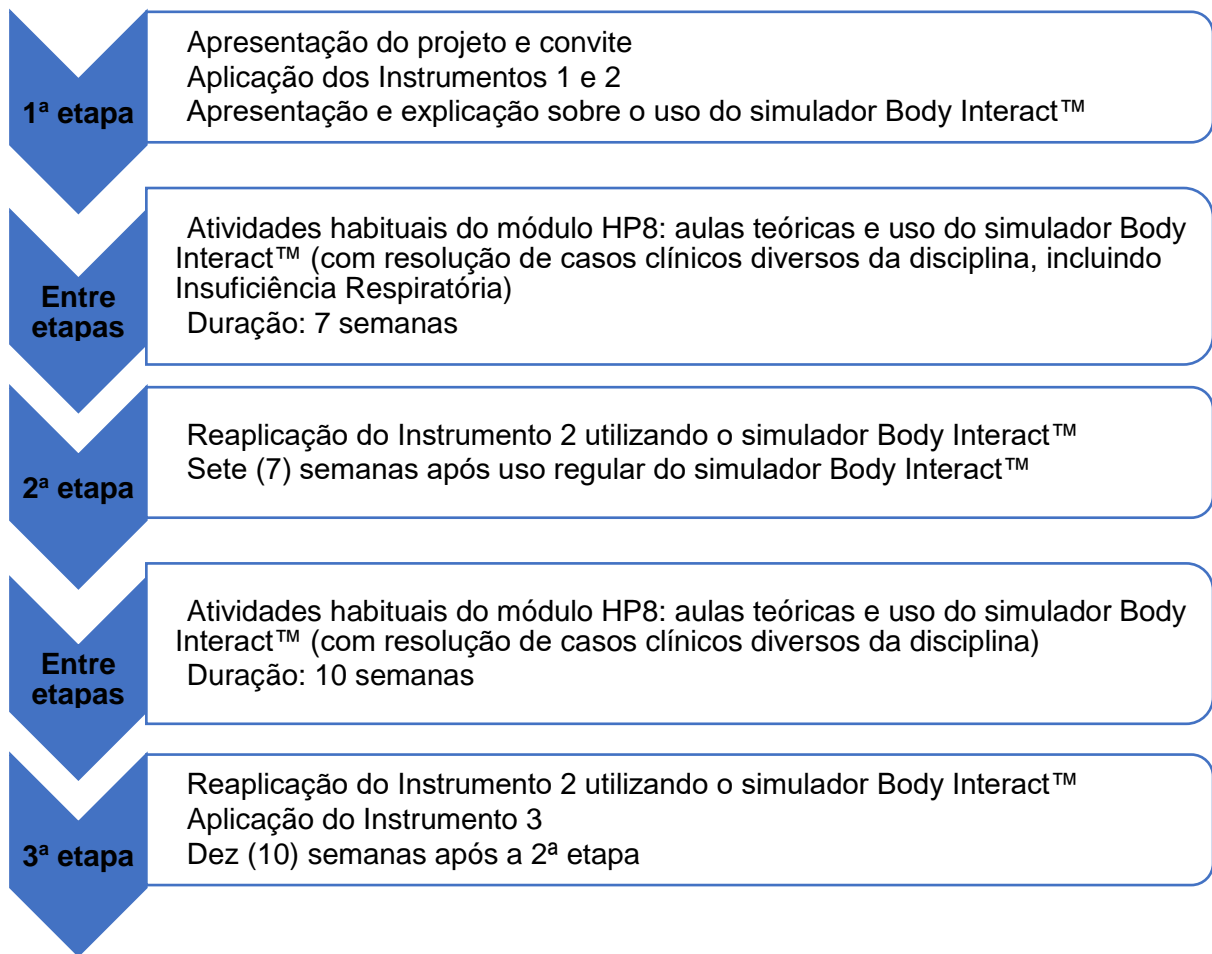 1ª etapa
Apresentação do projeto e convite
Aplicação dos Instrumentos 1 e 2
Apresentação e explicação sobre o uso do simulador Body Interact™
Entre
etapas
Atividades habituais do módulo HP8: aulas teóricas e uso do simulador Body
Interact™ (com resolução de casos clínicos diversos da disciplina, incluindo
Insuficiência Respiratória)
Duração: 7 semanas
2ª etapa
Reaplicação do Instrumento 2 utilizando o simulador Body Interact™
Sete (7) semanas após uso regular do simulador Body Interact™
Entre
etapas
Atividades habituais do módulo HP8: aulas teóricas e uso do simulador Body
Interact™ (com resolução de casos clínicos diversos da disciplina)
Duração: 10 semanas
3ª etapa
Reaplicação do Instrumento 2 utilizando o simulador Body Interact™
Aplicação do Instrumento 3
Dez (10) semanas após a 2ª etapa